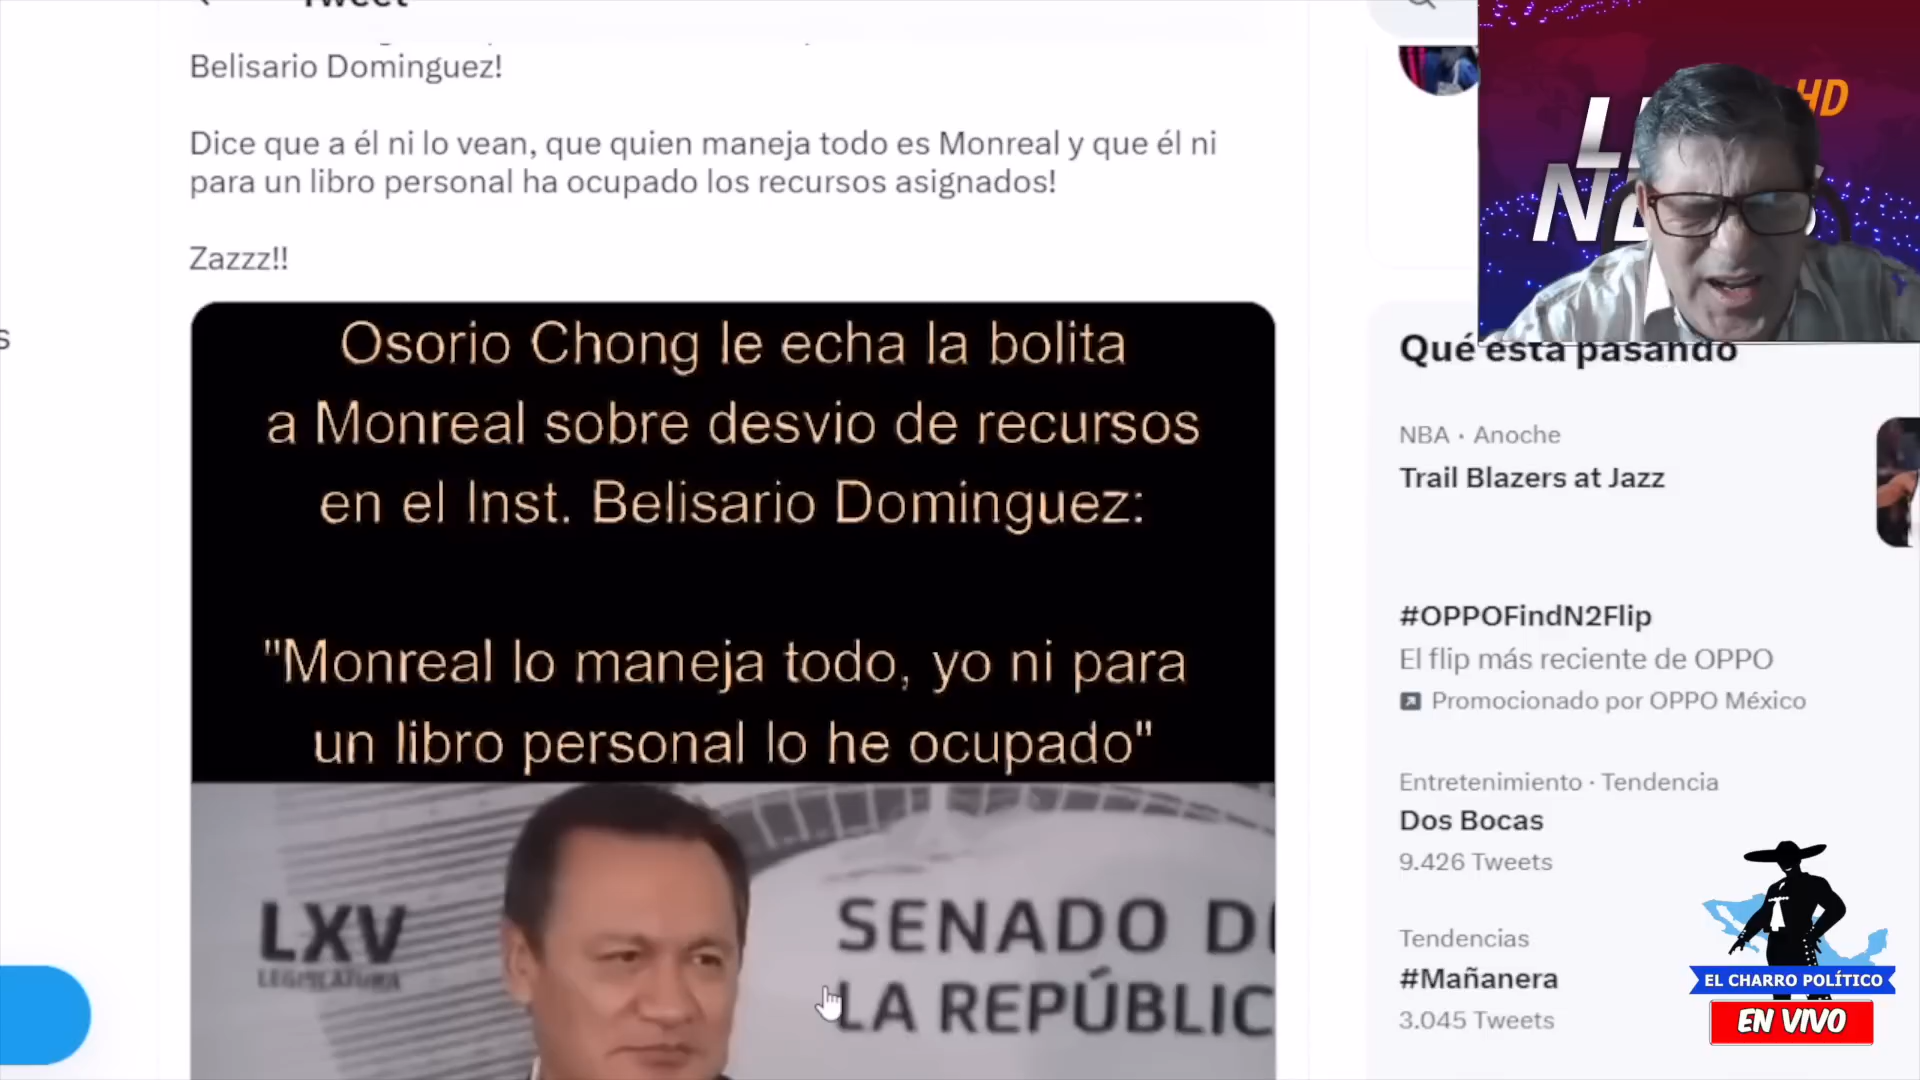 Tweet
Belisario Dominguez!
Dice que a él ni lo vean, que quien maneja todo es Monreal y que él ni
para un libro personal ha ocupado los recursos asignados!
Zazzz!!
Osorio Chong le echa la bolita
a Monreal sobre desvio de recursos
en el Inst. Belisario Dominguez:
"Monreal lo maneja todo, yo ni para
un libro personal lo he ocupado"
LXV
LEGISLATURA
SENADO DE
LA REPÚBLIC
HD
Qué está pasando
NBA · Anoche
Trail Blazers at Jazz
#OPPOFindN2Flip
El flip más reciente de OPPO
Promocionado por OPPO México
Entretenimiento · Tendencia
Dos Bocas
9.426 Tweets
Tendencias
#Mañanera
3.045 Tweets
EL CHARRO POLÍTICO
EN VIVO